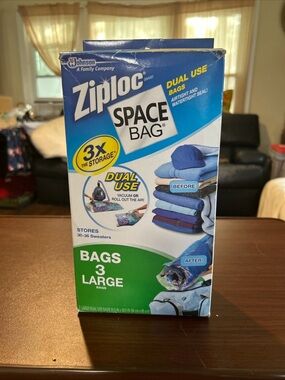 Johnson
A Family Company
Ziploc
BRAND
SPACE
BAG®
DUAL USE
BAGS
AIRTIGHT AND
WATERTIGHT SEAL!
3X
THE STORAGE
DUAL
USE
VACUUM OR
ROLL OUT THE AIR!
BEFORE
STORES
30-36 Sweaters
BAGS
3
LARGE
BAGS
AFTER